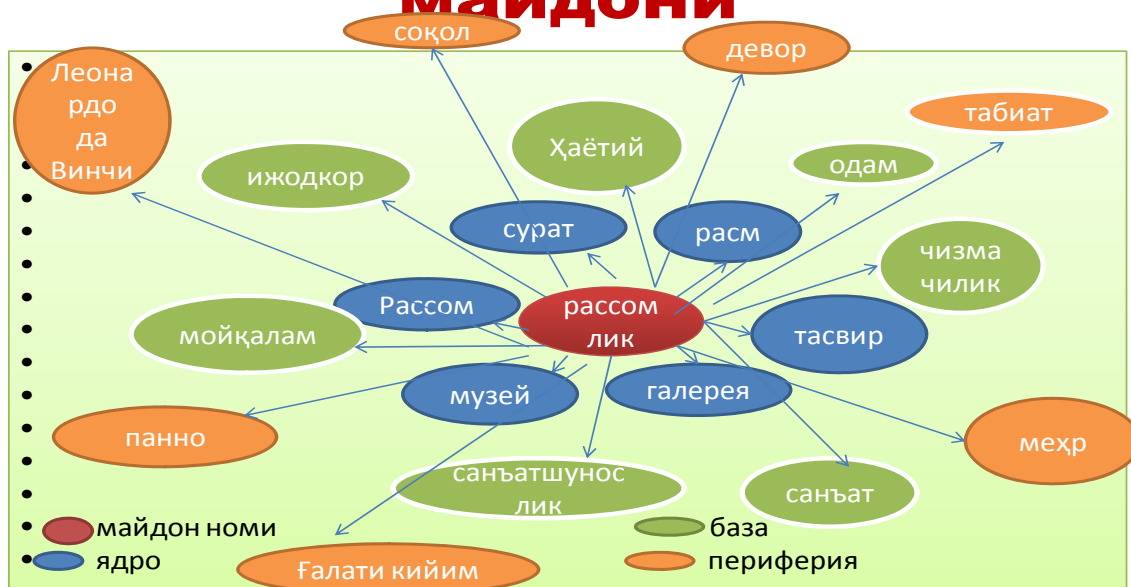 майдони
соқол
девор
Леона
рдо
да
Винчи
табиат
Ҳаётий
одам
ижодкор
сурат
расм
чизма
чилик
Рассом
рассом
лик
мойқалам
тасвир
музей
галерея
панно
меҳр
санъатшунос
лик
санъат
майдон номи
база
ядро
периферия
Ғалати кийим